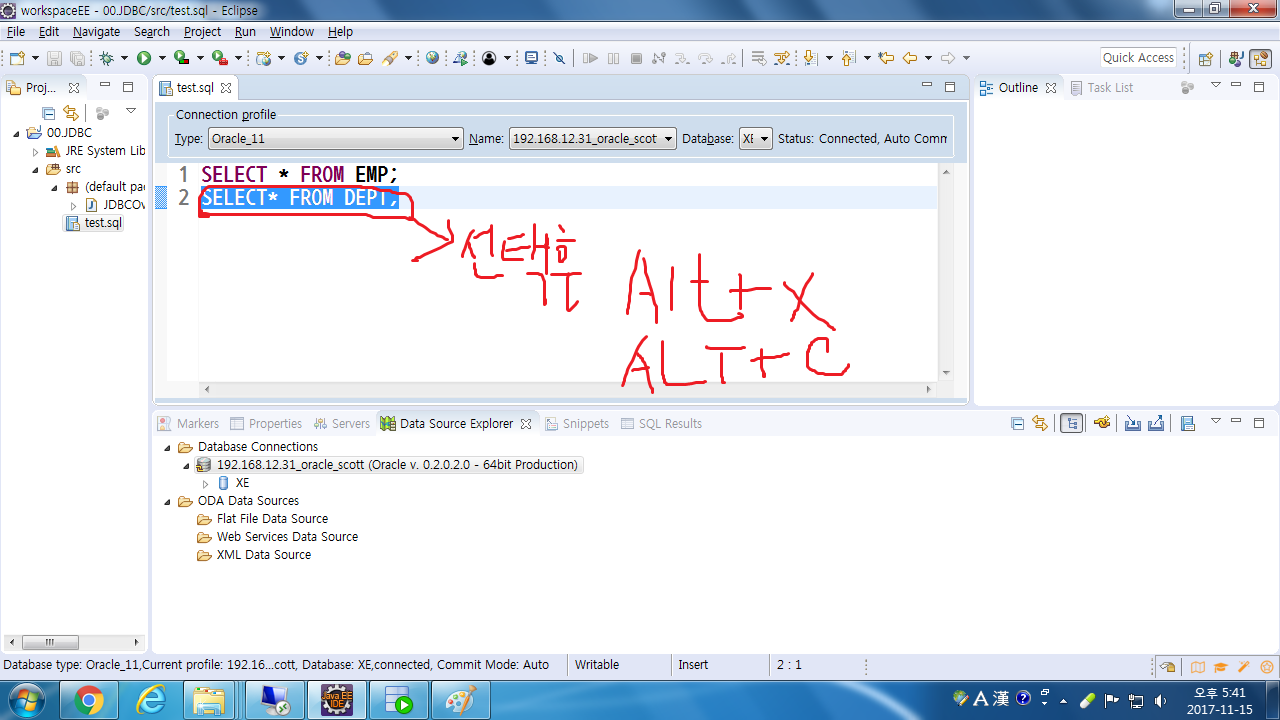 workspaceEE - 00.JDBC/src/test.sql - Eclipse
File Edit Navigate Search Project Run Window Help
Quick Access
Proj...
test.sql
Outline
Task List
Connection profile
Type: Oracle_11 Name: 192.168.12.31_oracle_scot Database: XE Status: Connected, Auto Comm
00.JDBC
JRE System Lib
src
(default pa
JDBCOv
test.sql
1 SELECT * FROM EMP;
2 SELECT* FROM DEPT;
선택후
Alt+X
ALT+C
Markers Properties Servers Data Source Explorer Snippets SQL Results
Database Connections
192.168.12.31_oracle_scott (Oracle v. 0.2.0.2.0 - 64bit Production)
XE
ODA Data Sources
Flat File Data Source
Web Services Data Source
XML Data Source
Database type: Oracle_11,Current profile: 192.16...cott, Database: XE,connected, Commit Mode: Auto
Writable
Insert
2 : 1
Java EE IDE
A 漢
오후 5:41
2017-11-15